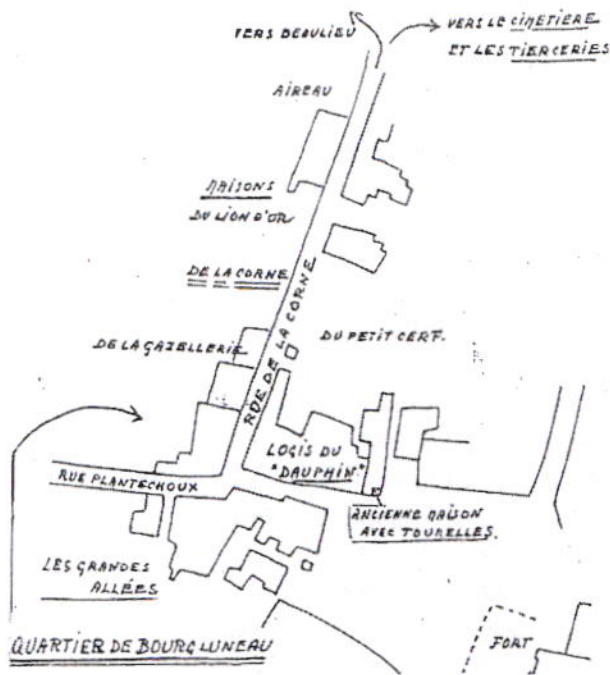 VERS BEAULIEU
VERS LE CIMETIÈRE
ET LES TIERCERIES
AIREAU
MAISONS
DU LION D'OR
DE LA CORNE
RUE DE LA CORNE
DE LA GAZELLERIE
DU PETIT CERF.
LOGIS DU
"DAUPHIN"
RUE PLANTECHOUX
ANCIENNE MAISON
AVEC TOURELLES.
LES GRANDES
ALLÉES
QUARTIER DE BOURG LUNEAU
FORT